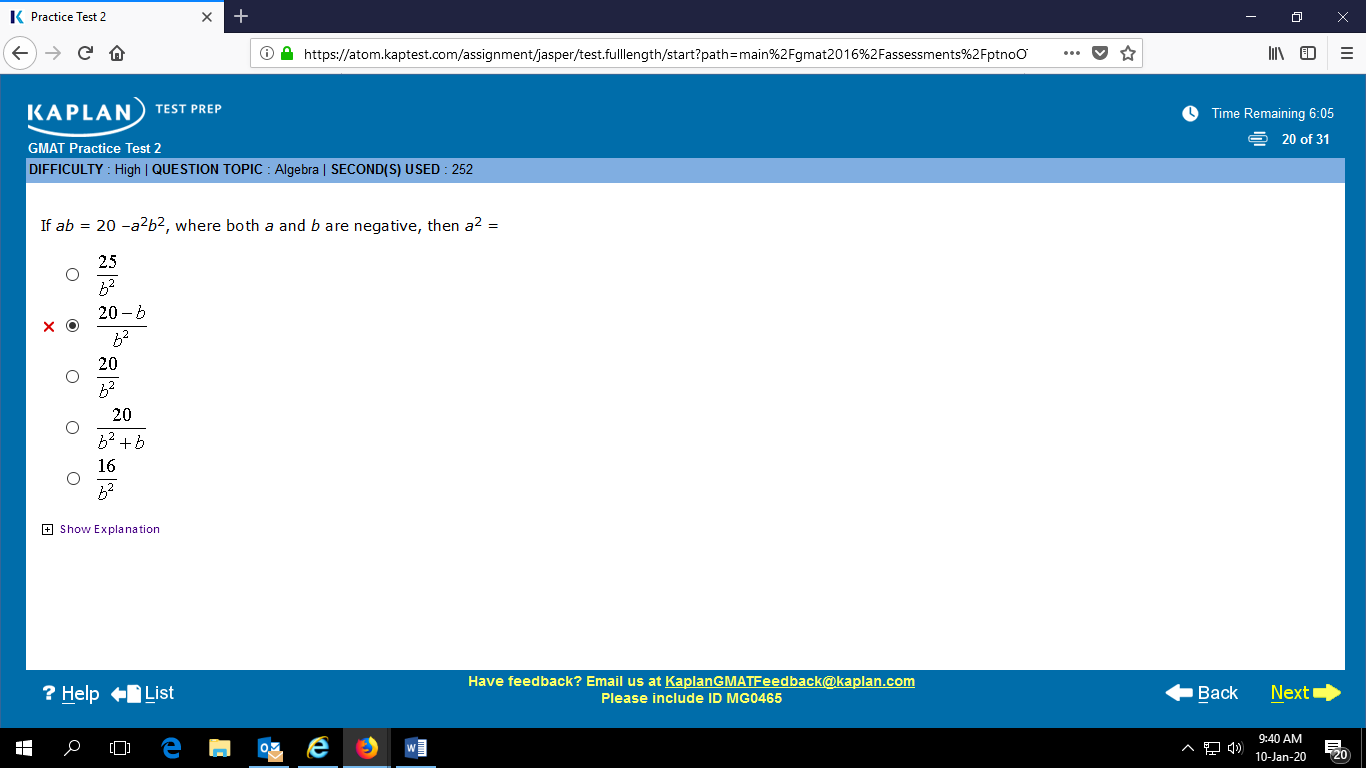 Practice Test 2
https://atom.kaptest.com/assignment/jasper/test.fulllength/start?path=main%2Fgmat2016%2Fassessments%2FptnoO
KAPLAN TEST PREP
Time Remaining 6:05
GMAT Practice Test 2
20 of 31
DIFFICULTY : High | QUESTION TOPIC : Algebra | SECOND(S) USED : 252
If ab = 20 –a²b², where both a and b are negative, then a² =
25
b²
20 – b
b²
20
b²
20
b² + b
16
b²
Show Explanation
? Help List
Have feedback? Email us at KaplanGMATFeedback@kaplan.com
Please include ID MG0465
Back Next
9:40 AM
10-Jan-20
20